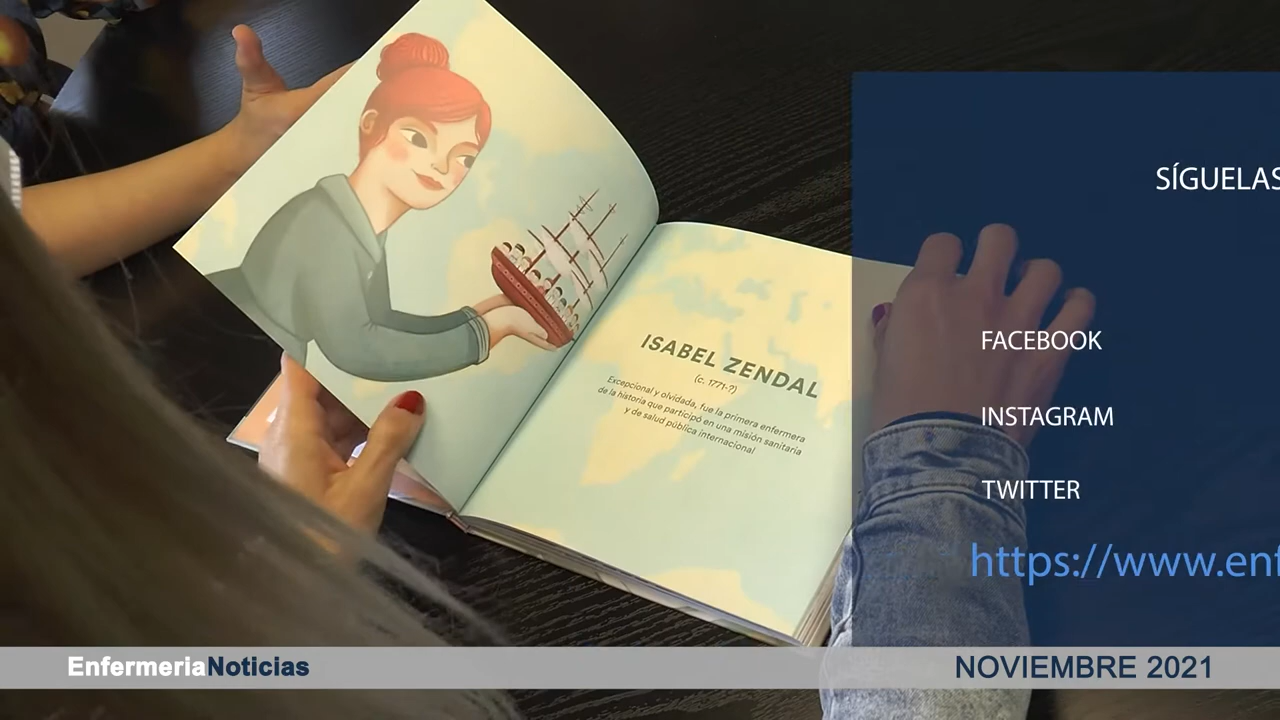 ISABEL ZENDAL
(c. 1771-?)
Excepcional y olvidada, fue la primera enfermera
de la historia que participó en una misión sanitaria
y de salud pública internacional
SÍGUELAS
FACEBOOK
INSTAGRAM
TWITTER
https://www.enf
EnfermeriaNoticias
NOVIEMBRE 2021